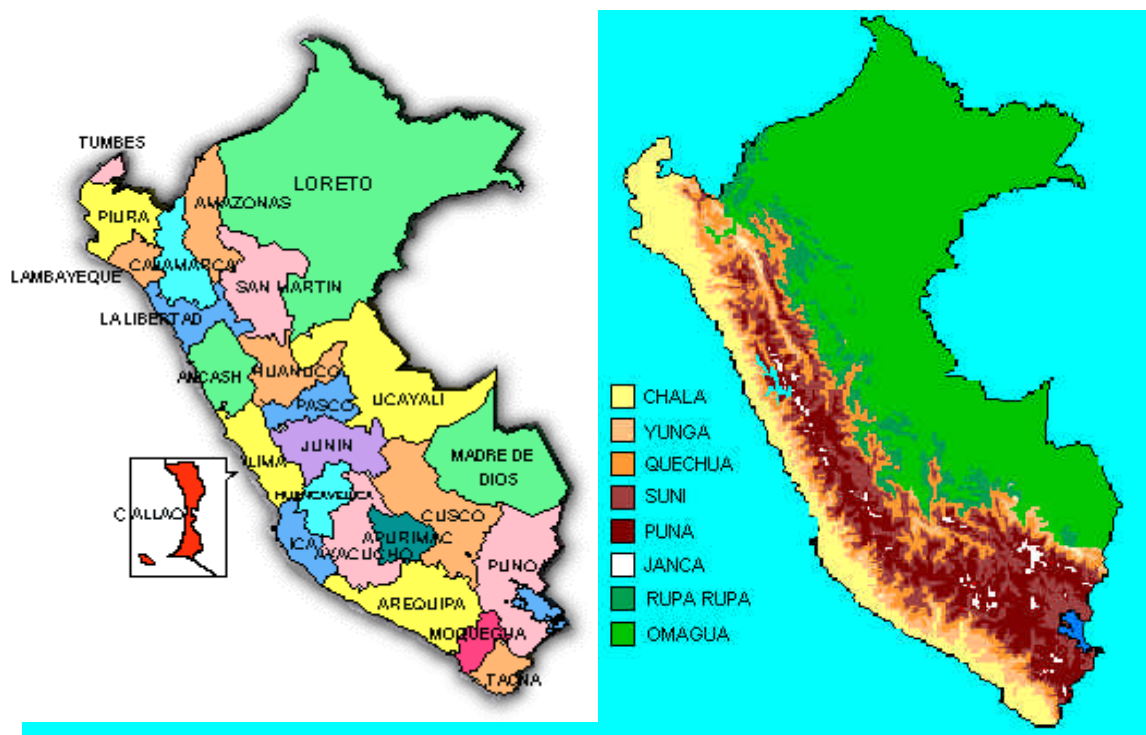 TUMBES
LORETO
AMAZONAS
PIURA
CAJAMARCA
LAMBAYEQUE
SAN MARTIN
LA LIBERTAD
HUANUCO
ANCASH
UCAYALI
PASCO
JUNIN
LIMA
MADRE DE
DIOS
HUENCAVELICA
CALLAO
CUSCO
ICA
APURIMAC
AYACUCHO
PUNO
AREQUIPA
MOQUEGUA
TACNA
CHALA
YUNGA
QUECHUA
SUNI
PUNA
JANCA
RUPA RUPA
OMAGUA